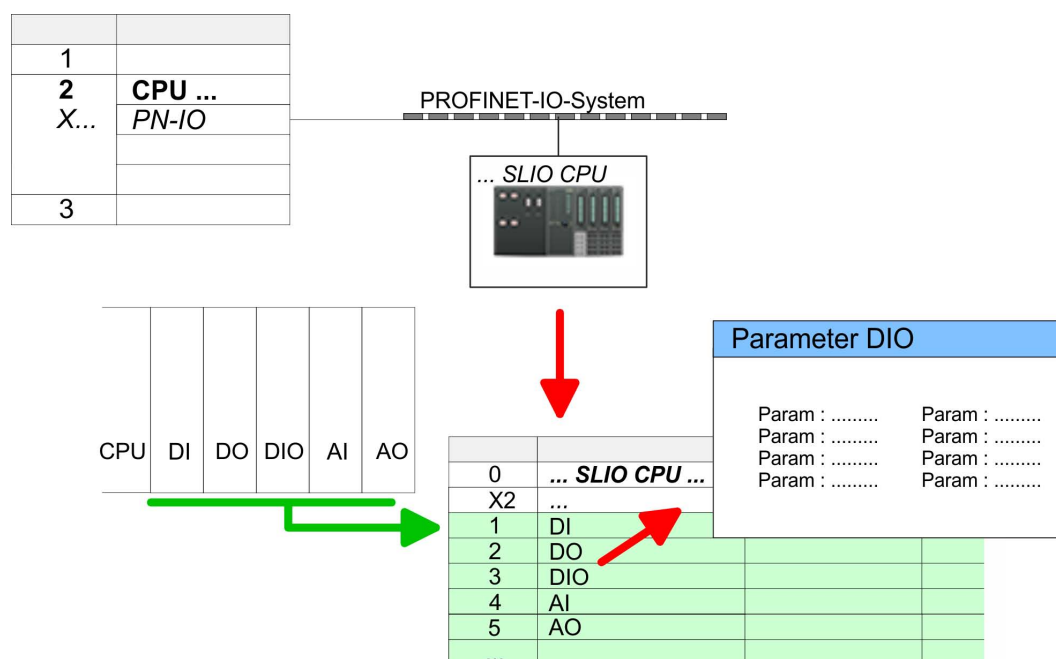 1
2 CPU ...
X... PN-IO
3
PROFINET-IO-System
... SLIO CPU
CPU DI DO DIO AI AO
Parameter DIO
Param : ......... Param : .........
Param : ......... Param : .........
Param : ......... Param : .........
Param : ......... Param : .........
0 ... SLIO CPU ...
X2 ...
1 DI
2 DO
3 DIO
4 AI
5 AO
...